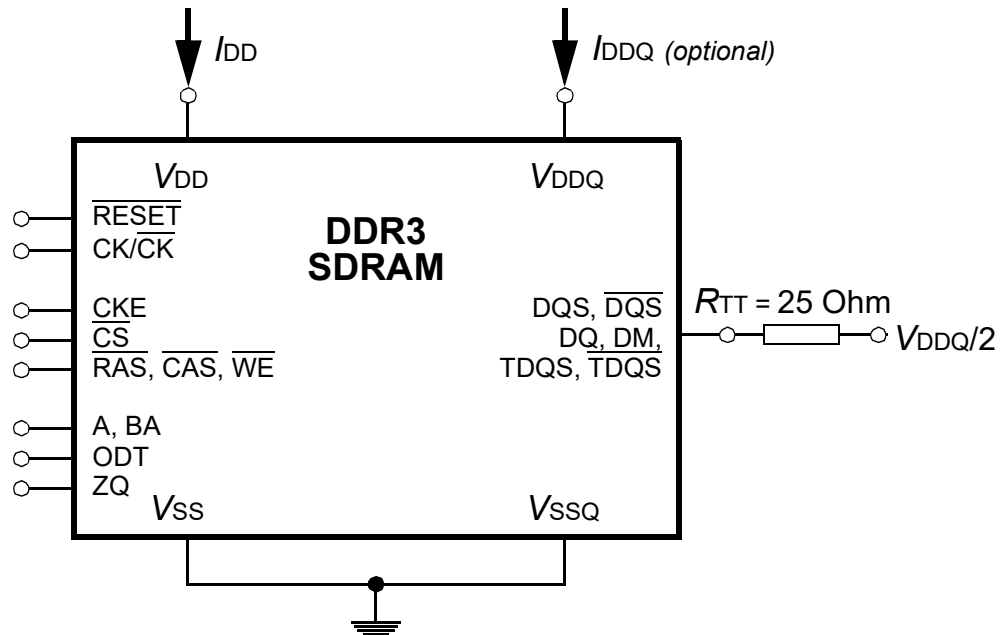 IDD
IDDQ (optional)
VDD
VDDQ
RESET
CK/CK
DDR3
SDRAM
CKE
CS
RAS, CAS, WE
DQS, DQS
DQ, DM,
TDQS, TDQS
RTT = 25 Ohm
VDDQ/2
A, BA
ODT
ZQ
VSS
VSSQ